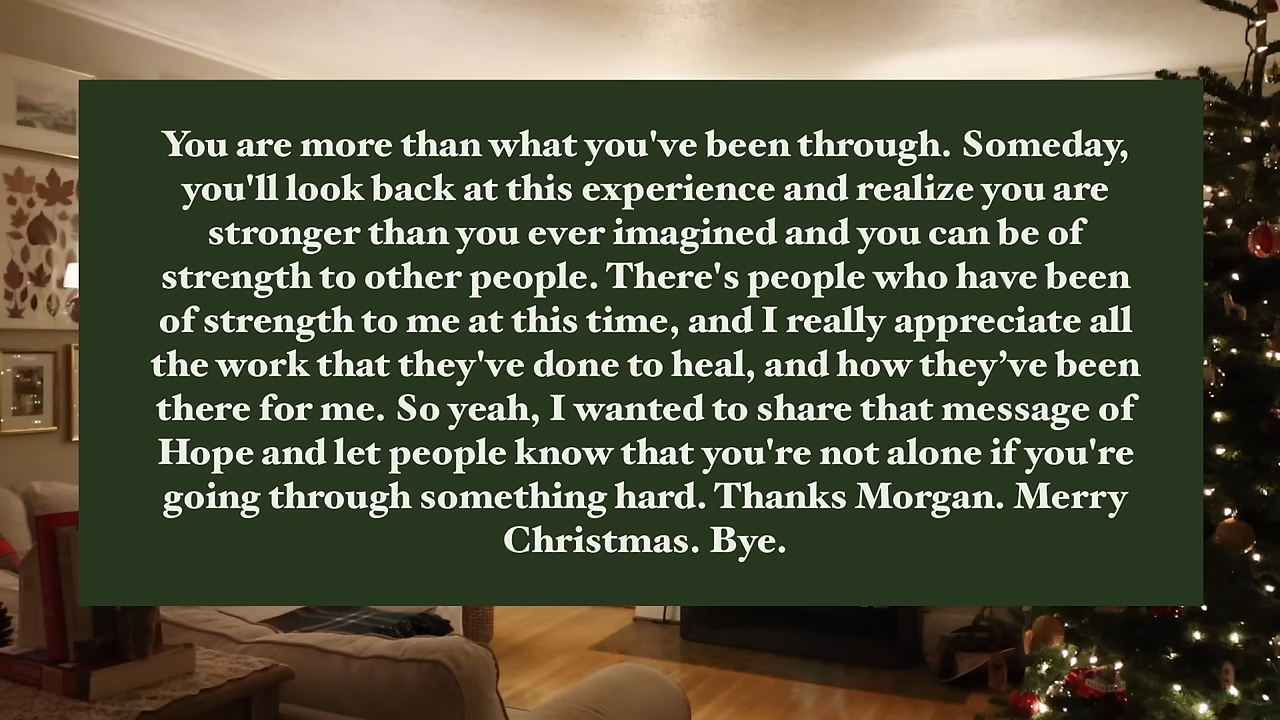 You are more than what you've been through. Someday,
you'll look back at this experience and realize you are
stronger than you ever imagined and you can be of
strength to other people. There's people who have been
of strength to me at this time, and I really appreciate all
the work that they've done to heal, and how they’ve been
there for me. So yeah, I wanted to share that message of
Hope and let people know that you're not alone if you're
going through something hard. Thanks Morgan. Merry
Christmas. Bye.